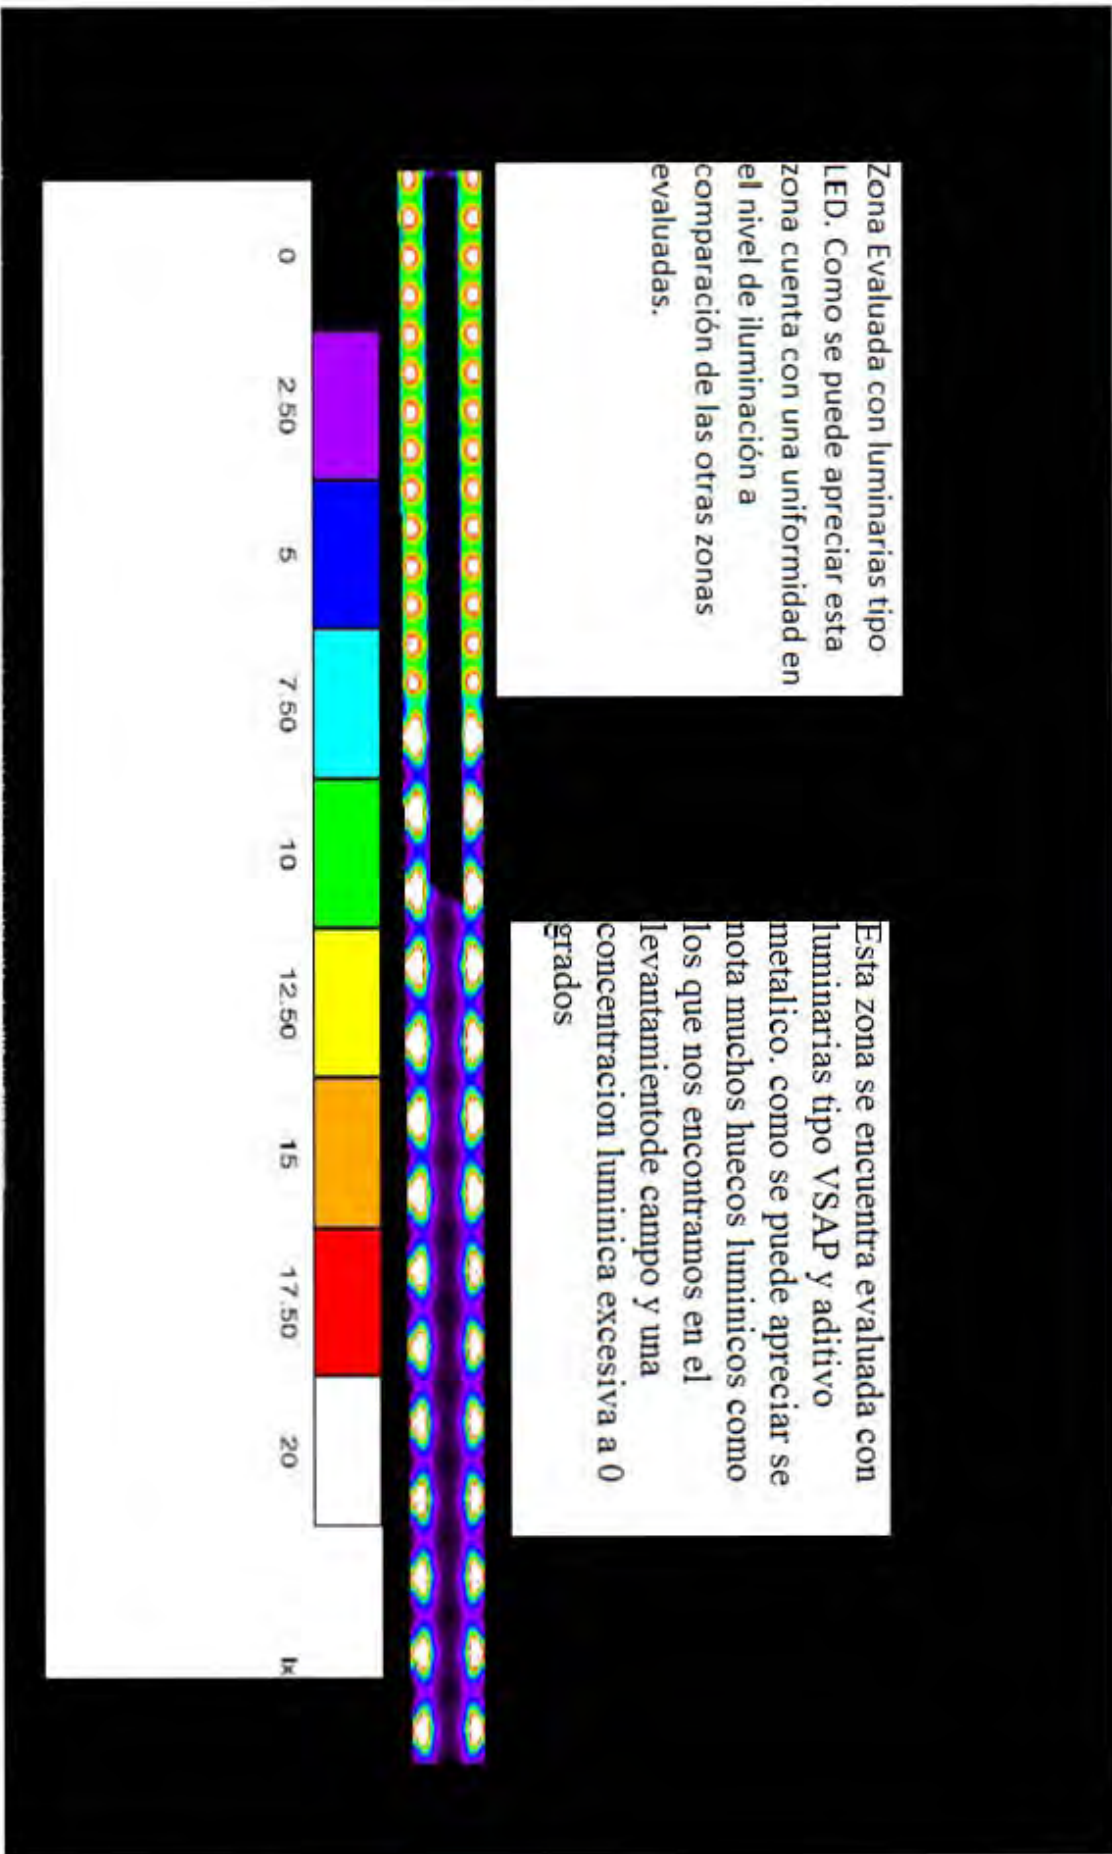 Zona Evaluada con luminarias tipo
LED. Como se puede apreciar esta
zona cuenta con una uniformidad en
el nivel de iluminación a
comparación de las otras zonas
evaluadas.
Esta zona se encuentra evaluada con
luminarias tipo VSAP y aditivo
metalico. como se puede apreciar se
nota muchos huecos luminicos como
los que nos encontramos en el
levantamientode campo y una
concentracion luminica excesiva a 0
grados
0 2.50 5 7.50 10 12.50 15 17.50 20 lx